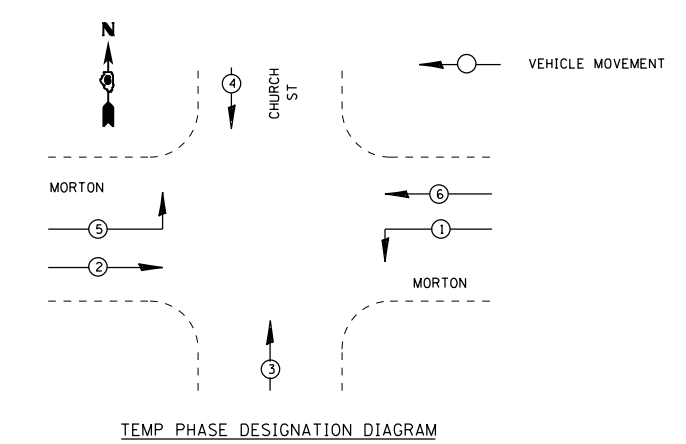 N
4
CHURCH
ST
VEHICLE MOVEMENT
MORTON
6
5
1
2
MORTON
3
TEMP PHASE DESIGNATION DIAGRAM